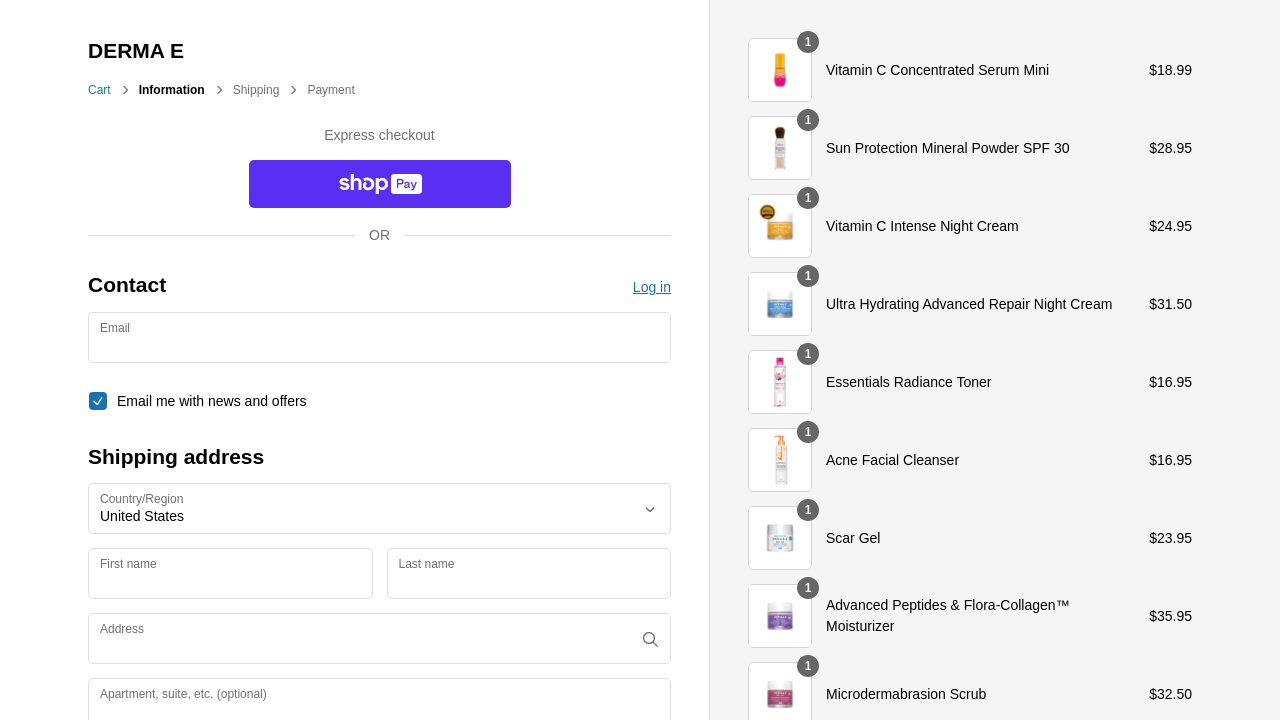 DERMA E
Cart
Information
Shipping
Payment
Express checkout
shop Pay
OR
Contact
Log in
Email
Email me with news and offers
Shipping address
Country/Region
United States
First name
Last name
Address
Apartment, suite, etc. (optional)
1
Vitamin C Concentrated Serum Mini
$18.99
1
Sun Protection Mineral Powder SPF 30
$28.95
1
Vitamin C Intense Night Cream
$24.95
1
Ultra Hydrating Advanced Repair Night Cream
$31.50
1
Essentials Radiance Toner
$16.95
1
Acne Facial Cleanser
$16.95
1
Scar Gel
$23.95
1
Advanced Peptides & Flora-Collagen™
Moisturizer
$35.95
1
Microdermabrasion Scrub
$32.50